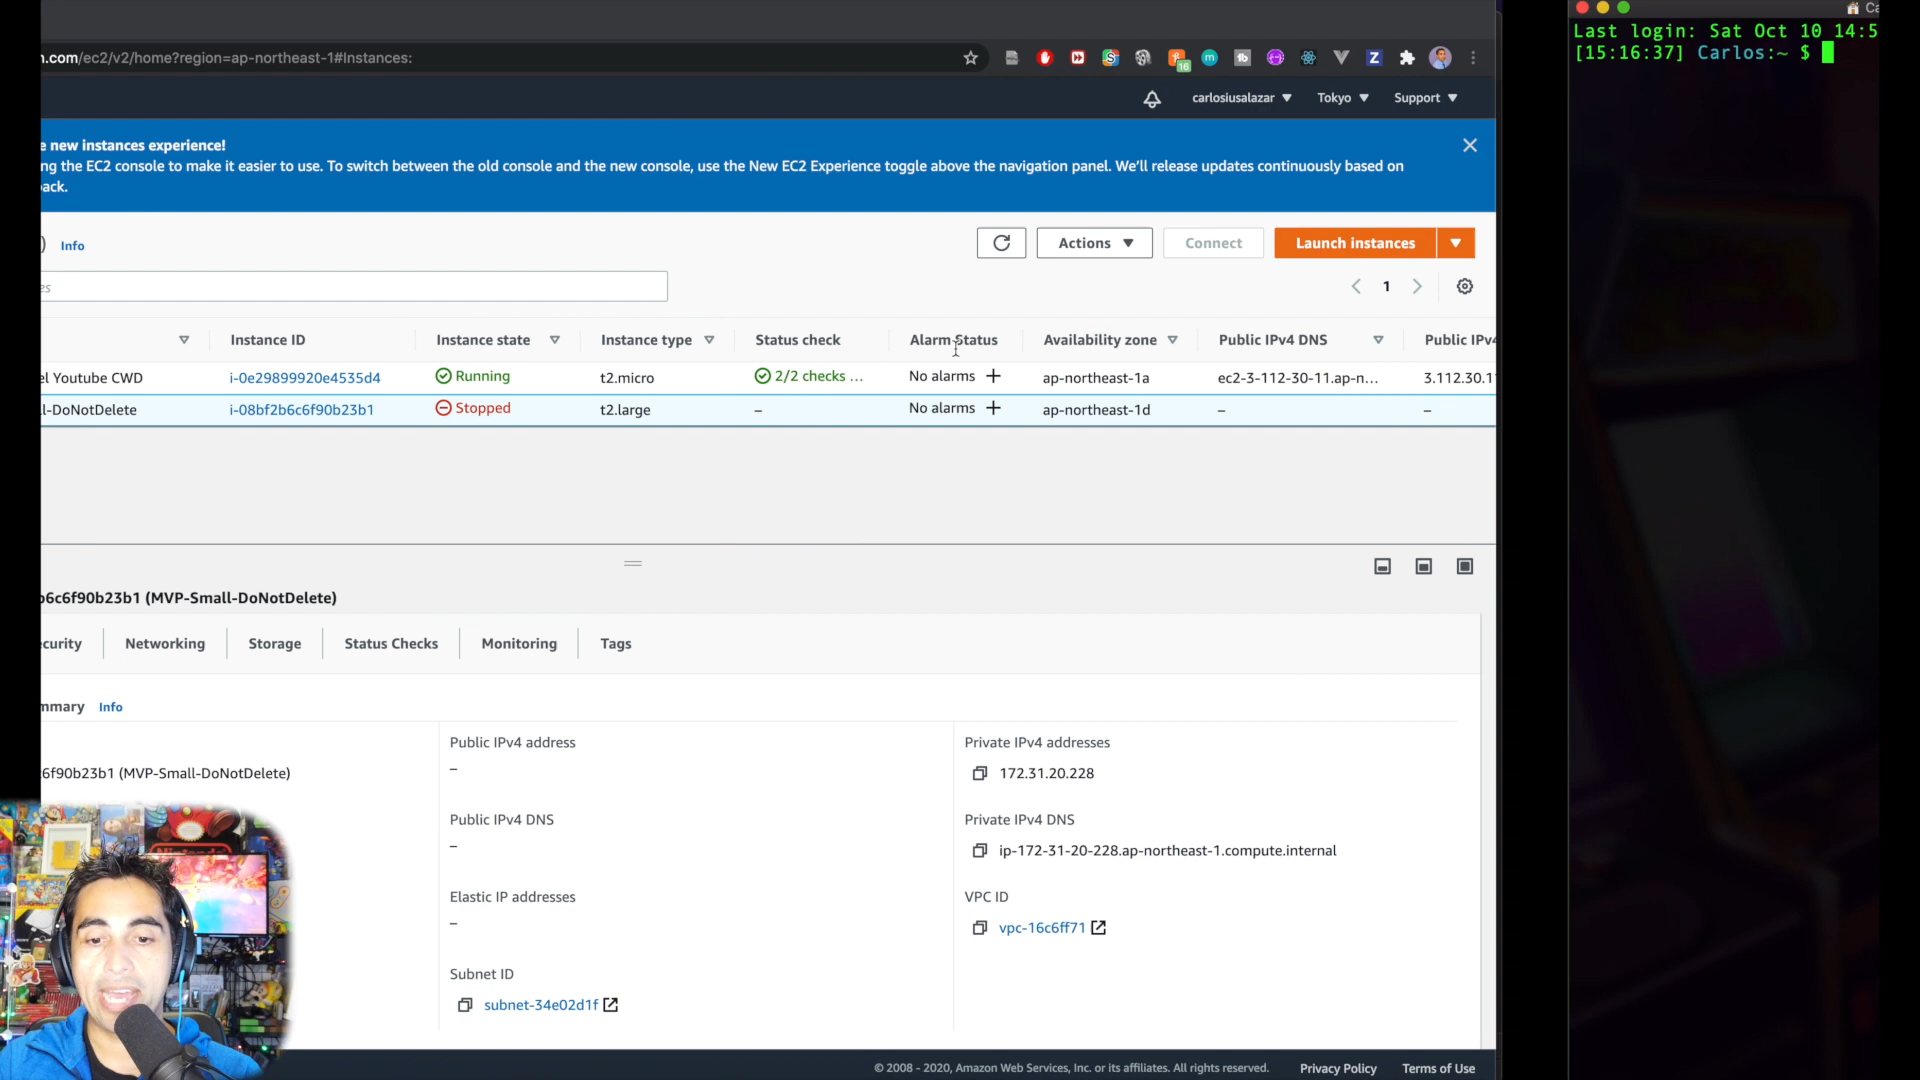 n.com/ec2/v2/home?region=ap-northeast-1#Instances:
16
carlosiusalazar
Tokyo
Support
e new instances experience!
ng the EC2 console to make it easier to use. To switch between the old console and the new console, use the New EC2 Experience toggle above the navigation panel. We'll release updates continuously based on
back.
) Info
Actions
Connect
Launch instances
es
1
Instance ID
Instance state
Instance type
Status check
Alarm Status
Availability zone
Public IPv4 DNS
Public IPv4
el Youtube CWD
i-0e29899920e4535d4
Running
t2.micro
2/2 checks ...
No alarms +
ap-northeast-1a
ec2-3-112-30-11.ap-n...
3.112.30.1
ll-DoNotDelete
i-08bf2b6c6f90b23b1
Stopped
t2.large
–
No alarms +
ap-northeast-1d
–
–
b6c6f90b23b1 (MVP-Small-DoNotDelete)
ecurity
Networking
Storage
Status Checks
Monitoring
Tags
mmary Info
c6f90b23b1 (MVP-Small-DoNotDelete)
Public IPv4 address
–
Public IPv4 DNS
–
Elastic IP addresses
–
Subnet ID
subnet-34e02d1f
Private IPv4 addresses
172.31.20.228
Private IPv4 DNS
ip-172-31-20-228.ap-northeast-1.compute.internal
VPC ID
vpc-16c6ff71
© 2008 - 2020, Amazon Web Services, Inc. or its affiliates. All rights reserved.
Privacy Policy
Terms of Use
Ca
Last login: Sat Oct 10 14:5
[15:16:37] Carlos:~ $